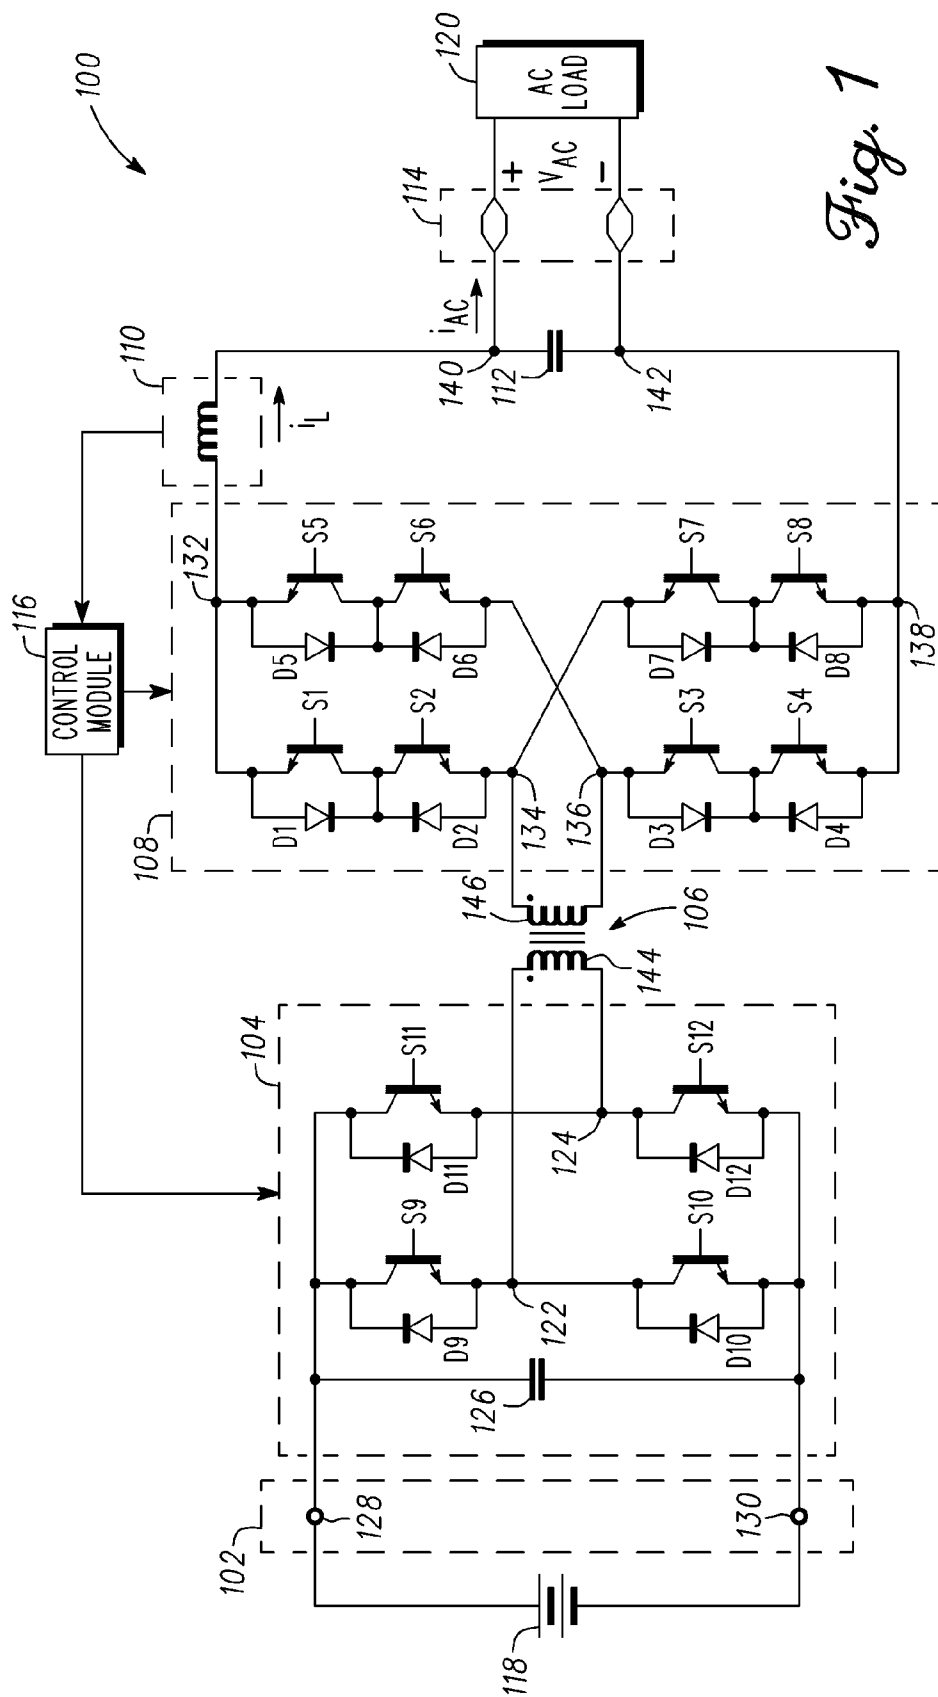 100
116
CONTROL
MODULE
110
i_L
132
108
S5
S6
D5
D6
S1
S2
D1
D2
S7
S8
D7
D8
S3
S4
D3
D4
134
136
138
i_AC
140
112
142
114
+
V_AC
−
120
AC
LOAD
146
144
106
104
S11
D11
S12
D12
124
S9
D9
S10
D10
122
126
102
128
130
118
Fig. 1